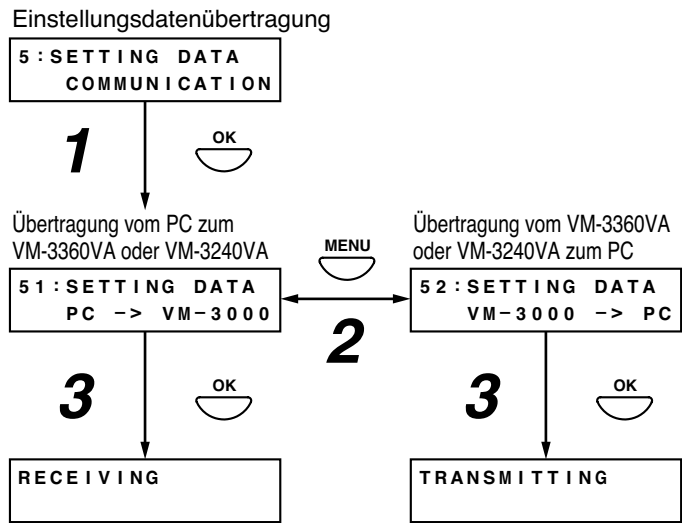 Einstellungsdatenübertragung
5:SETTING DATA
COMMUNICATION
1
OK
Übertragung vom PC zum
VM-3360VA oder VM-3240VA
MENU
Übertragung vom VM-3360VA
oder VM-3240VA zum PC
51:SETTING DATA
PC -> VM-3000
2
52:SETTING DATA
VM-3000 -> PC
3
OK
3
OK
RECEIVING
TRANSMITTING